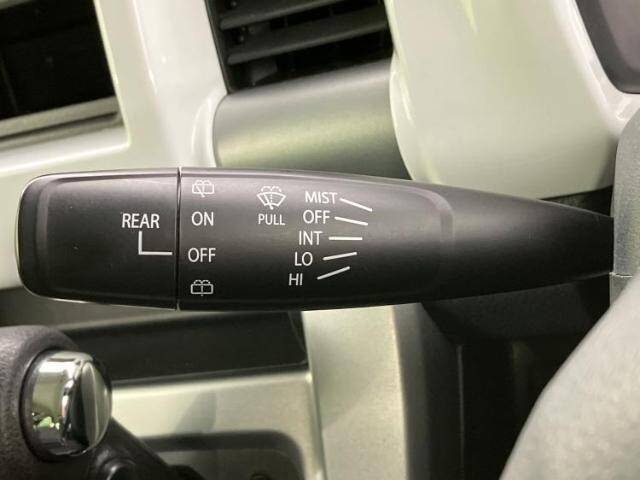 REAR
ON
OFF
PULL
MIST
OFF
INT
LO
HI